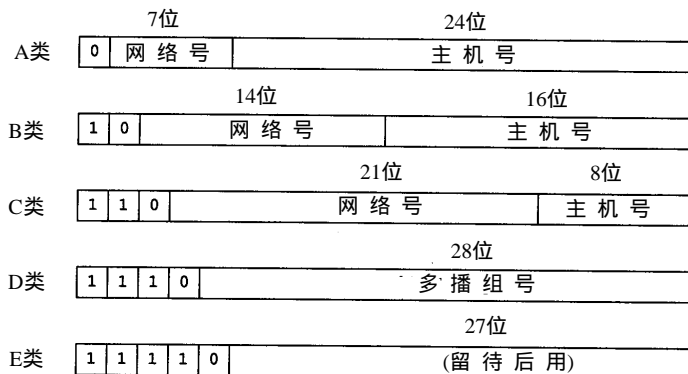 7位 24位
A类 0 网络号 主机号
14位 16位
B类 1 0 网络号 主机号
21位 8位
C类 1 1 0 网络号 主机号
28位
D类 1 1 1 0 多播组号
27位
E类 1 1 1 1 0 (留待后用)